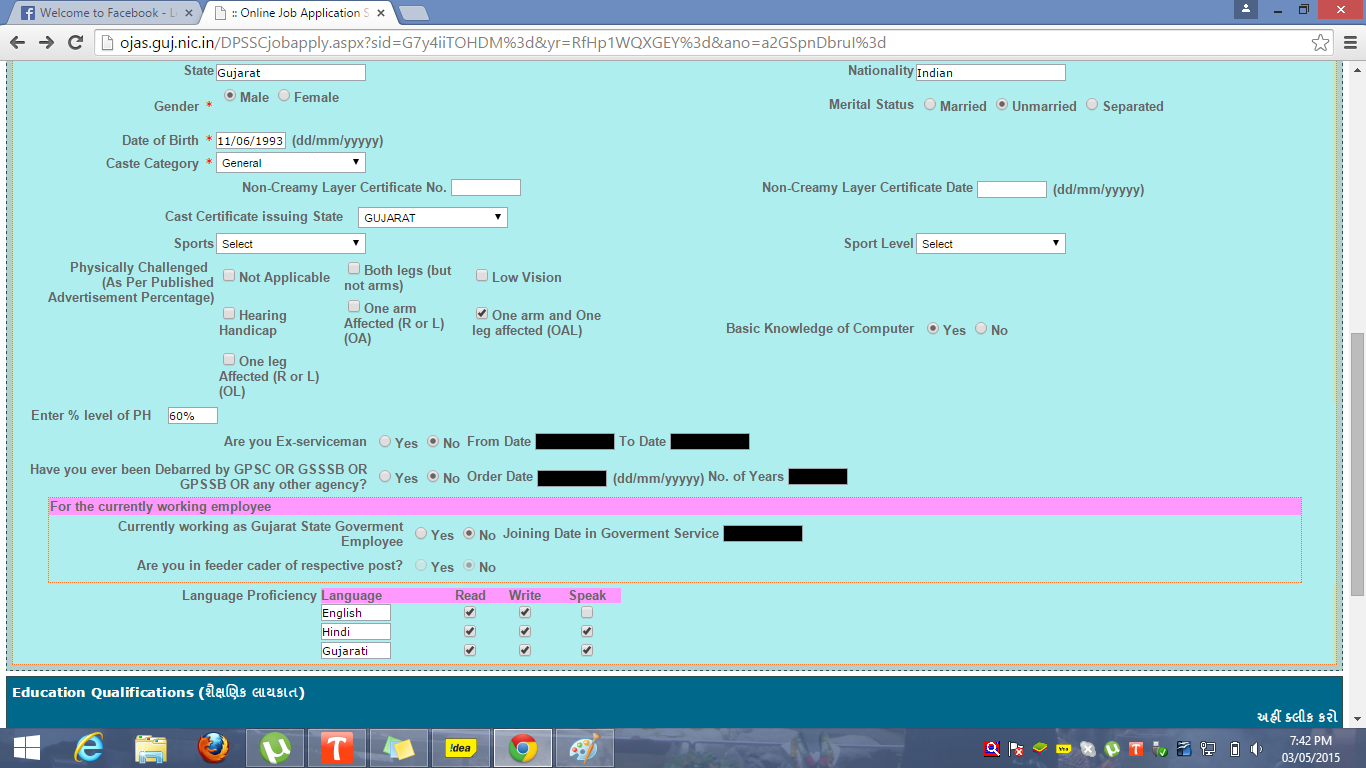 Welcome to Facebook - L
:: Online Job Application S
ojas.guj.nic.in/DPSSCjobapply.aspx?sid=G7y4iiTOHDM%3d&yr=RfHp1WQXGEY%3d&ano=a2GSpnDbruI%3d
State Gujarat Nationality Indian
Gender * Male Female Merital Status Married Unmarried Separated
Date of Birth * 11/06/1993 (dd/mm/yyyyy)
Caste Category * General
Non-Creamy Layer Certificate No. Non-Creamy Layer Certificate Date (dd/mm/yyyyy)
Cast Certificate issuing State GUJARAT
Sports Select Sport Level Select
Physically Challenged
(As Per Published
Advertisement Percentage)
Not Applicable
Both legs (but
not arms)
Low Vision
Hearing
Handicap
One arm
Affected (R or L)
(OA)
One arm and One
leg affected (OAL)
Basic Knowledge of Computer Yes No
One leg
Affected (R or L)
(OL)
Enter % level of PH 60%
Are you Ex-serviceman Yes No From Date To Date
Have you ever been Debarred by GPSC OR GSSSB OR
GPSSB OR any other agency?
Yes No Order Date (dd/mm/yyyyy) No. of Years
For the currently working employee
Currently working as Gujarat State Goverment
Employee
Yes No Joining Date in Goverment Service
Are you in feeder cader of respective post? Yes No
Language Proficiency Language Read Write Speak
English
Hindi
Gujarati
Education Qualifications (શૈક્ષણિક લાયકાત)
અહીં ક્લીક કરો
T !dea
T
7:42 PM
03/05/2015